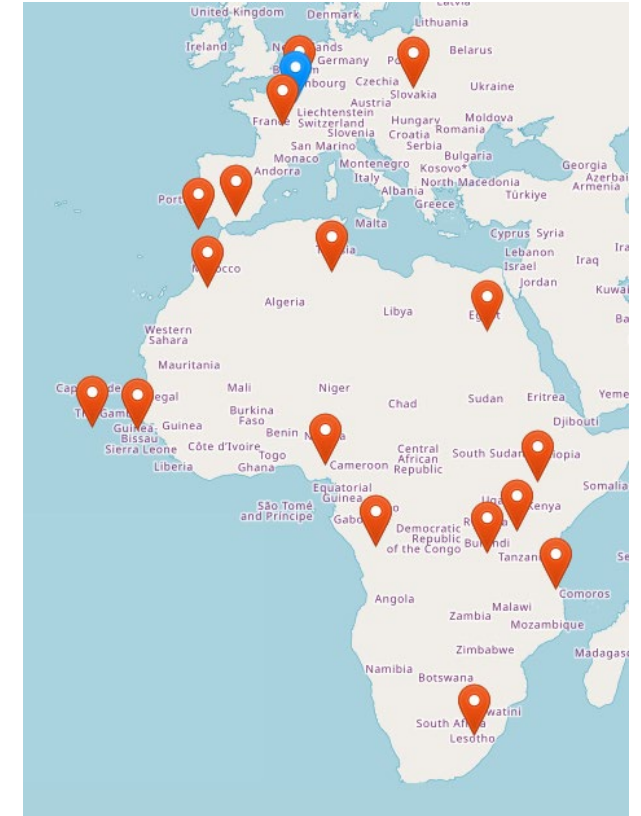 Latvia
United Kingdom
Denmark
Lithuania
Ireland
Belarus
Germany
Czechia
Ukraine
Slovakia
Austria
Liechtenstein
Hungary
Moldova
France
Switzerland
Croatia
Romania
Slovenia
Serbia
San Marino
Bulgaria
Monaco
Montenegro
Kosovo*
Georgia
Andorra
Italy
North Macedonia
Albania
Armenia
Türkiye
Greece
Malta
Cyprus
Syria
Lebanon
Iraq
Israel
Jordan
Algeria
Libya
Western
Sahara
Mauritania
Mali
Niger
Chad
Sudan
Eritrea
Burkina
Faso
Guinea
Djibouti
Guinea-
Bissau
Benin
Côte d'Ivoire
Togo
Ghana
Sierra Leone
Liberia
Cameroon
Central
African
Republic
South Sudan
Equatorial
Guinea
São Tomé
and Príncipe
Kenya
Democratic
Republic
of the Congo
Burundi
Comoros
Angola
Malawi
Zambia
Mozambique
Zimbabwe
Namibia
Botswana
Lesotho